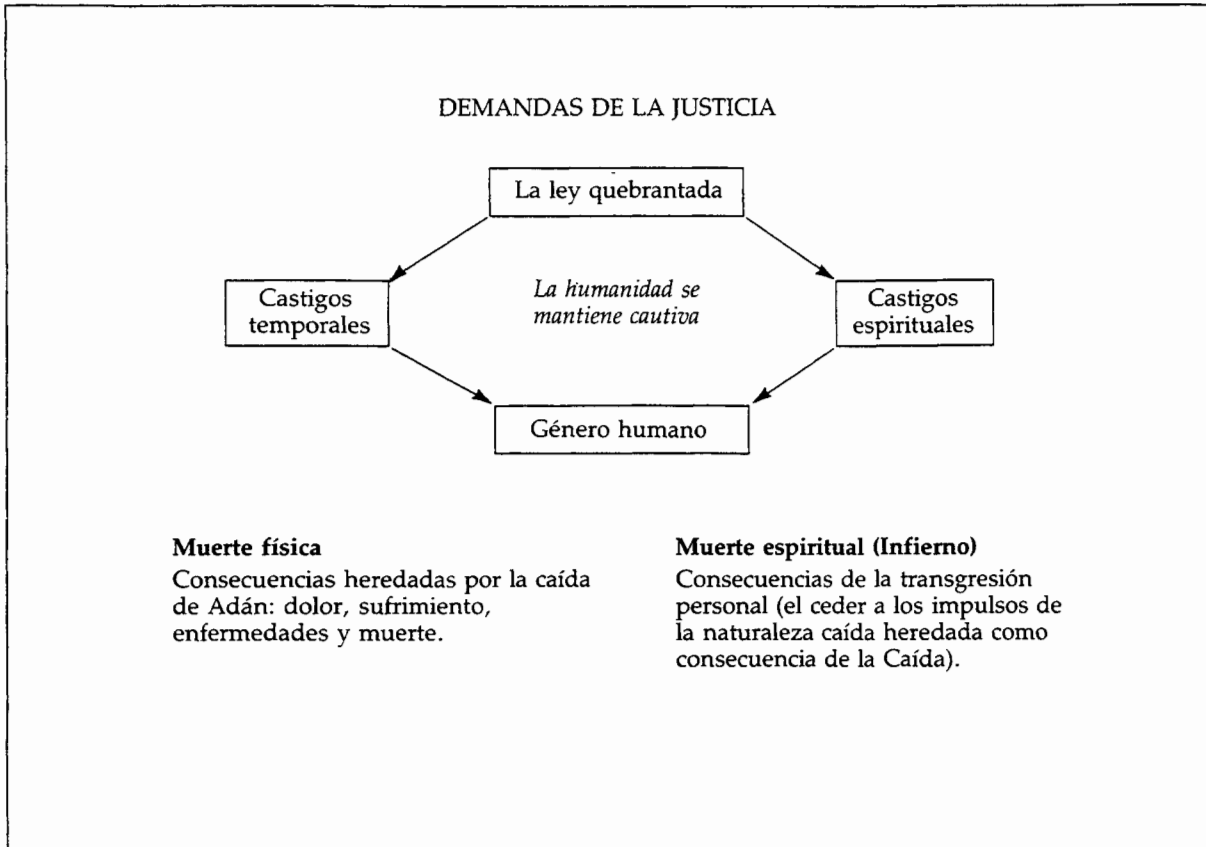 DEMANDAS DE LA JUSTICIA
La ley quebrantada
Castigos
temporales
La humanidad se
mantiene cautiva
Castigos
espirituales
Género humano
Muerte física
Consecuencias heredadas por la caída
de Adán: dolor, sufrimiento,
enfermedades y muerte.
Muerte espiritual (Infierno)
Consecuencias de la transgresión
personal (el ceder a los impulsos de
la naturaleza caída heredada como
consecuencia de la Caída).